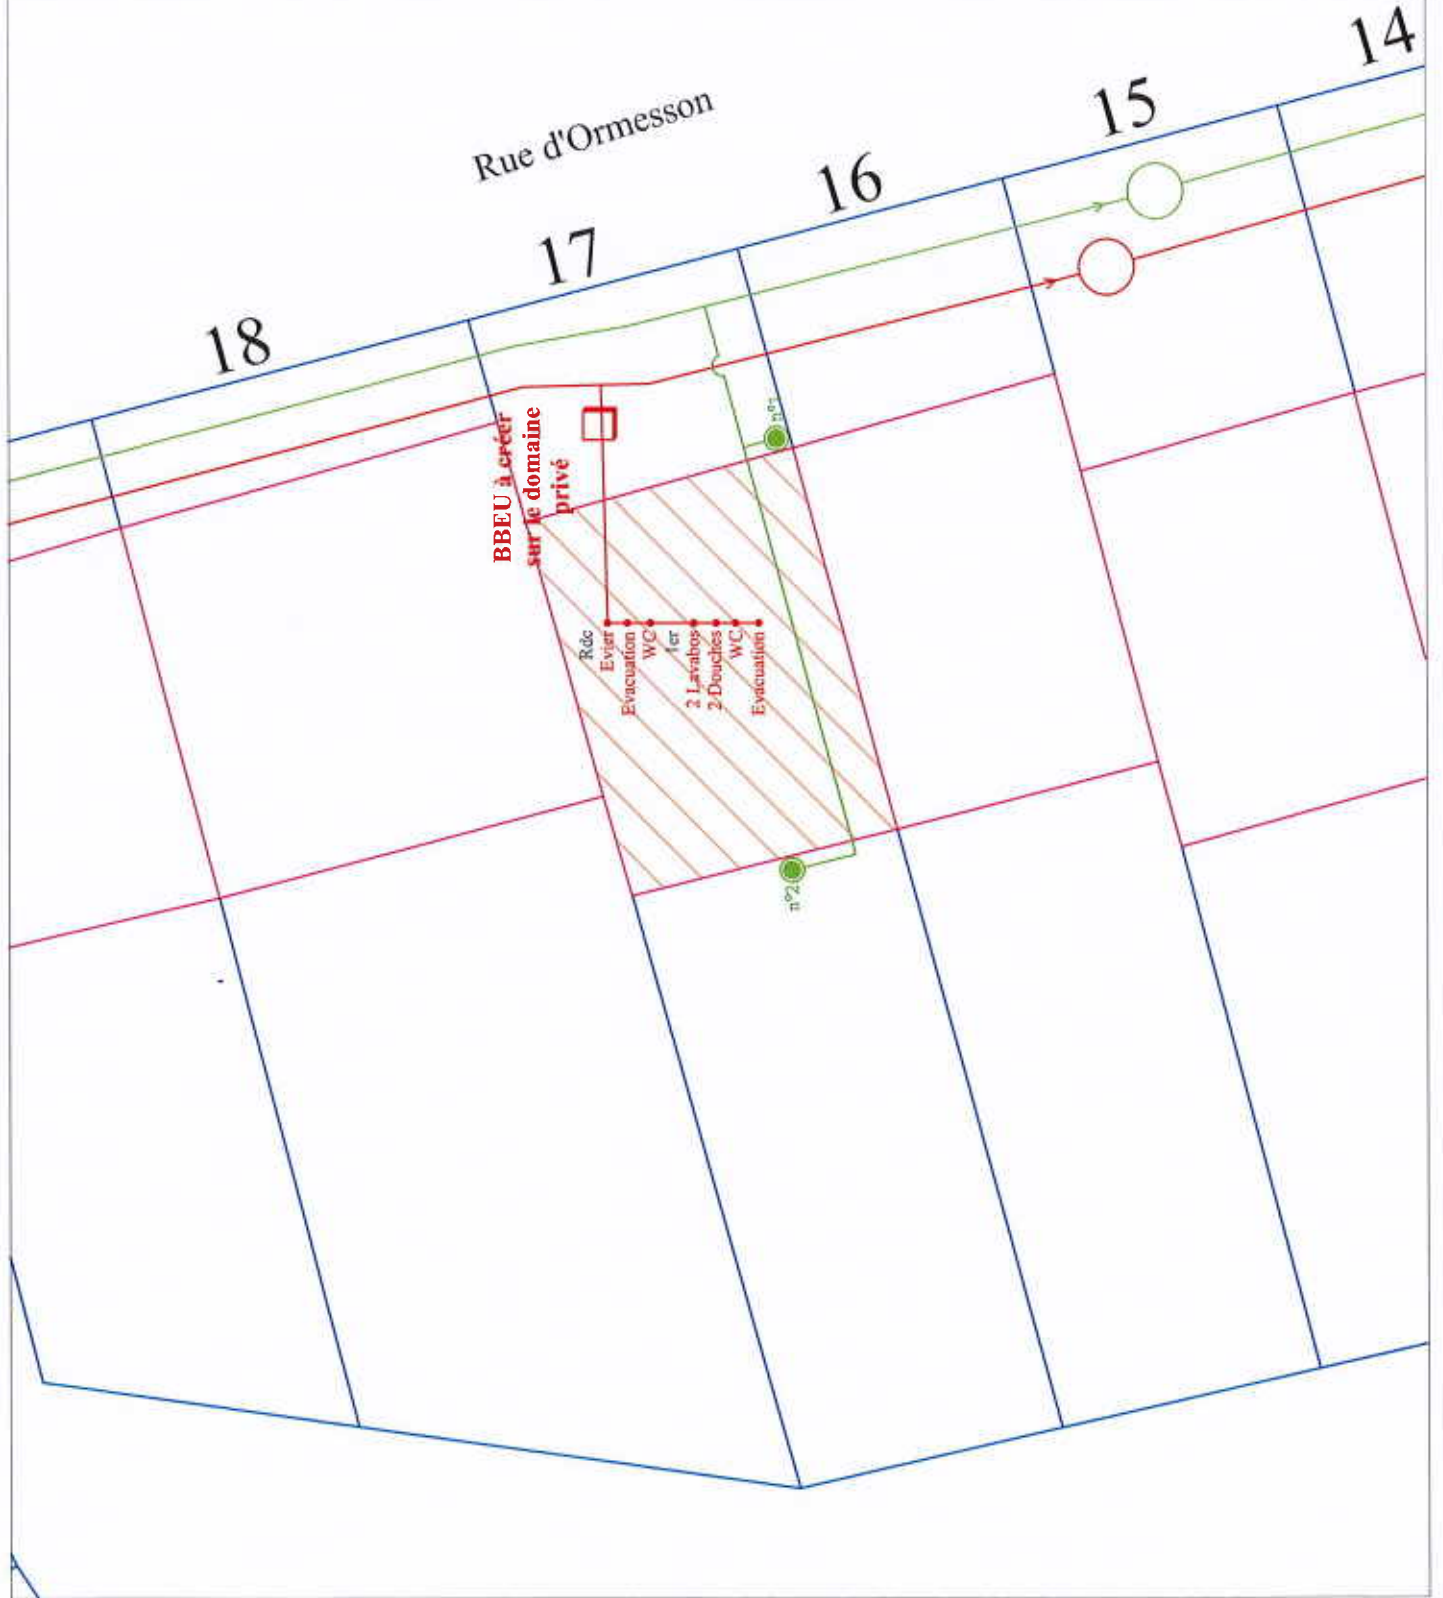 14
15
Rue d'Ormesson
16
17
18
n°1
BBEU à créer
sur le domaine
privé
Rdc
Evier
Evacuation
WC
1er
2 Lavabos
2 Douches
WC
Evacuation
n°2